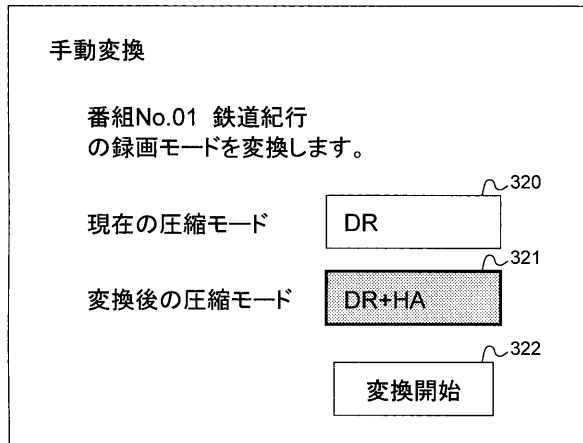 手動変換
番組No.01 鉄道紀行
の録画モードを変換します。
320
現在の圧縮モード DR
321
変換後の圧縮モード DR+HA
322
変換開始